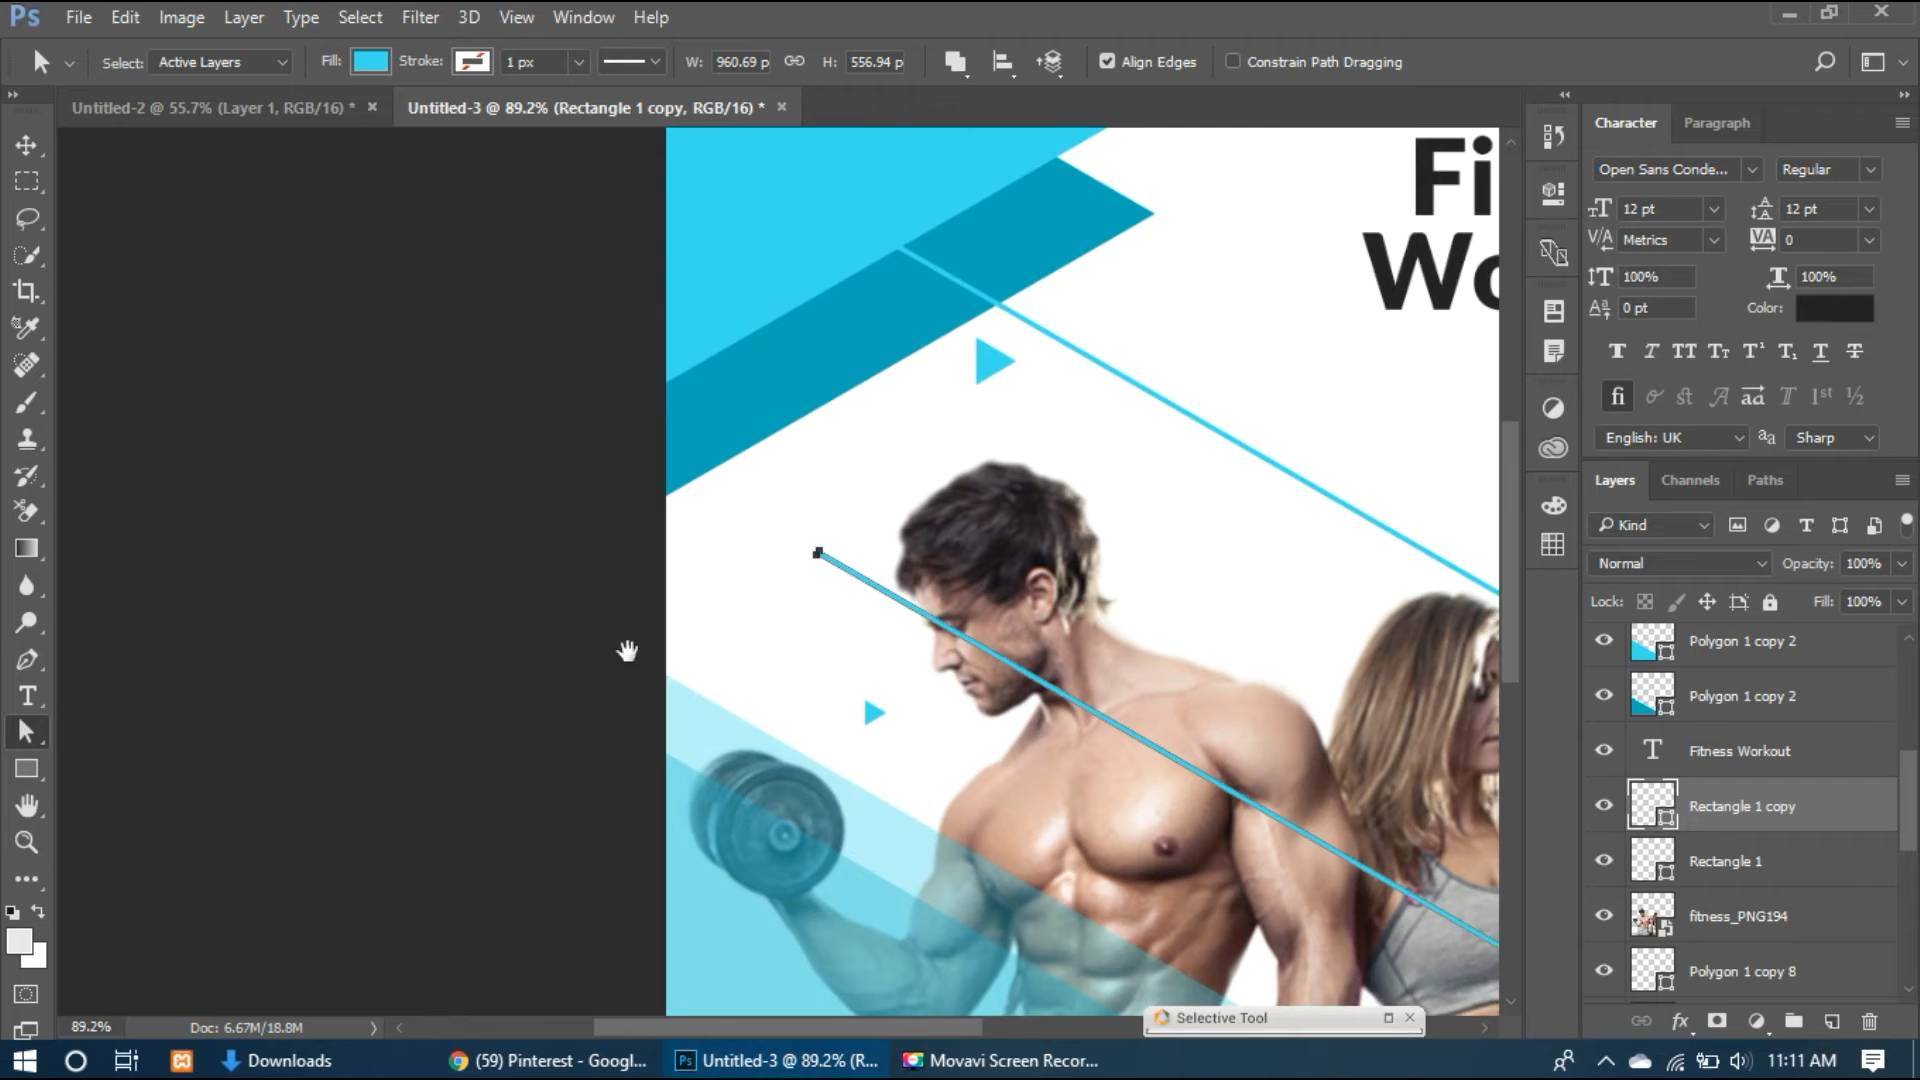 Ps File Edit Image Layer Type Select Filter 3D View Window Help
Select: Active Layers Fill: Stroke: 1 px W: 960.69 p H: 556.94 p Align Edges Constrain Path Dragging
Untitled-2 @ 55.7% (Layer 1, RGB/16) * Untitled-3 @ 89.2% (Rectangle 1 copy, RGB/16) *
Fi
Wo
Character Paragraph
Open Sans Conde... Regular
12 pt 12 pt
Metrics 0
100% 100%
0 pt Color:
English: UK Sharp
Layers Channels Paths
Kind
Normal Opacity: 100%
Lock: Fill: 100%
Polygon 1 copy 2
Polygon 1 copy 2
Fitness Workout
Rectangle 1 copy
Rectangle 1
fitness_PNG194
Polygon 1 copy 8
89.2% Doc: 6.67M/18.8M
Selective Tool
Downloads (59) Pinterest - Googl... Untitled-3 @ 89.2% (R... Movavi Screen Recor... 11:11 AM